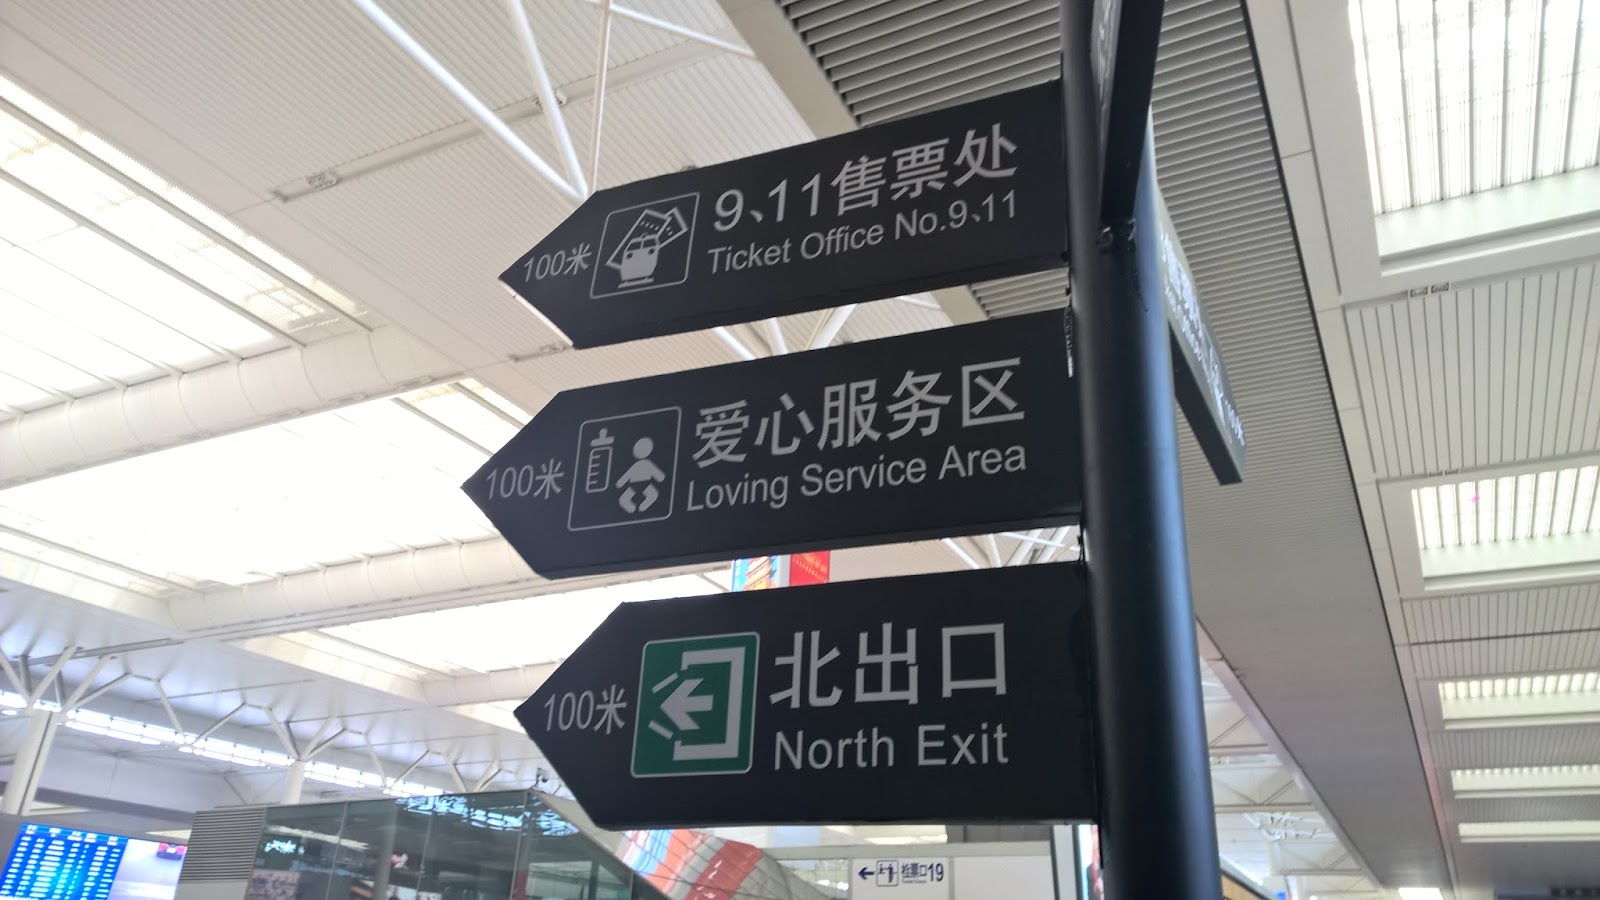 9、11售票处
Ticket Office No.9、11
100米
爱心服务区
Loving Service Area
100米
北出口
North Exit
100米
检票口19